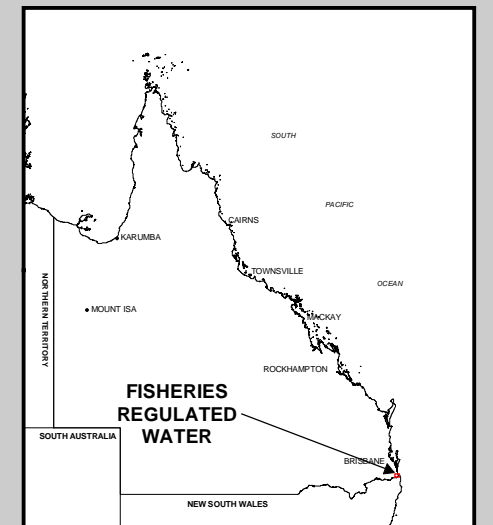 SOUTH
PACIFIC
CAIRNS
KARUMBA
TOWNSVILLE
OCEAN
NORTHERN TERRITORY
MOUNT ISA
MACKAY
ROCKHAMPTON
FISHERIES
REGULATED
WATER
SOUTH AUSTRALIA
BRISBANE
NEW SOUTH WALES